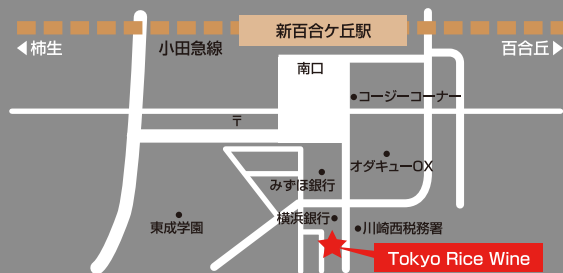 新百合ケ丘駅
柿生
小田急線
百合丘
南口
コージーコーナー
〒
オダキューOX
みずほ銀行
横浜銀行
東成学園
川崎西税務署
Tokyo Rice Wine